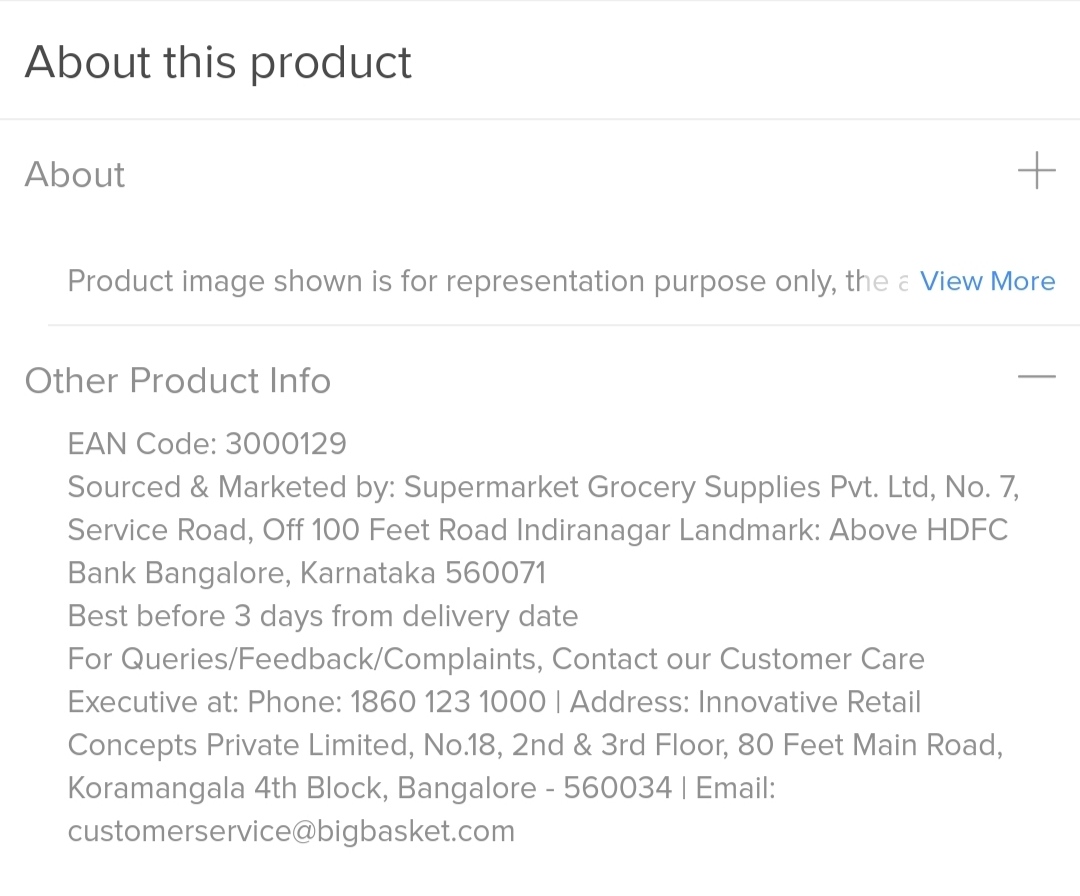 About this product
About
Product image shown is for representation purpose only, the View More
Other Product Info
EAN Code: 3000129
Sourced & Marketed by: Supermarket Grocery Supplies Pvt. Ltd, No. 7,
Service Road, Off 100 Feet Road Indiranagar Landmark: Above HDFC
Bank Bangalore, Karnataka 560071
Best before 3 days from delivery date
For Queries/Feedback/Complaints, Contact our Customer Care
Executive at: Phone: 1860 123 1000 | Address: Innovative Retail
Concepts Private Limited, No.18, 2nd & 3rd Floor, 80 Feet Main Road,
Koramangala 4th Block, Bangalore - 560034 | Email:
customerservice@bigbasket.com